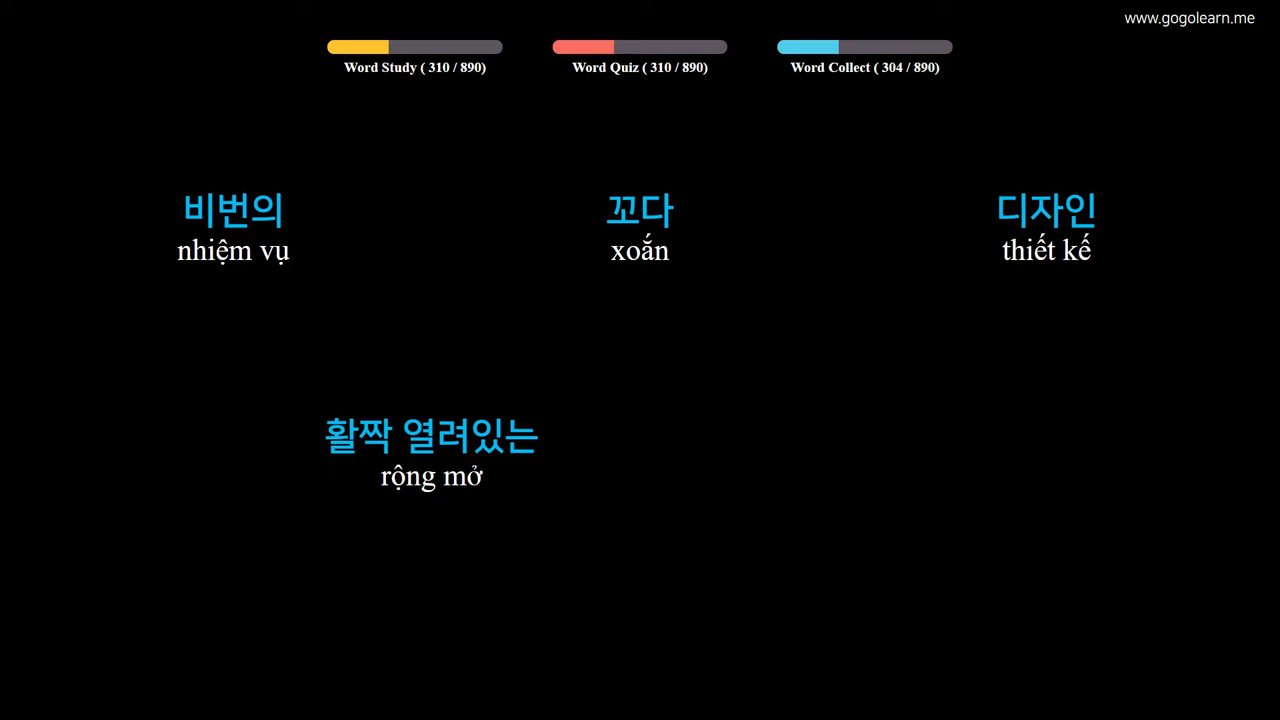 www.gogolearn.me
Word Study ( 310 / 890)
Word Quiz ( 310 / 890)
Word Collect ( 304 / 890)
비번의
nhiệm vụ
꼬다
xoắn
디자인
thiết kế
활짝 열려있는
rộng mở